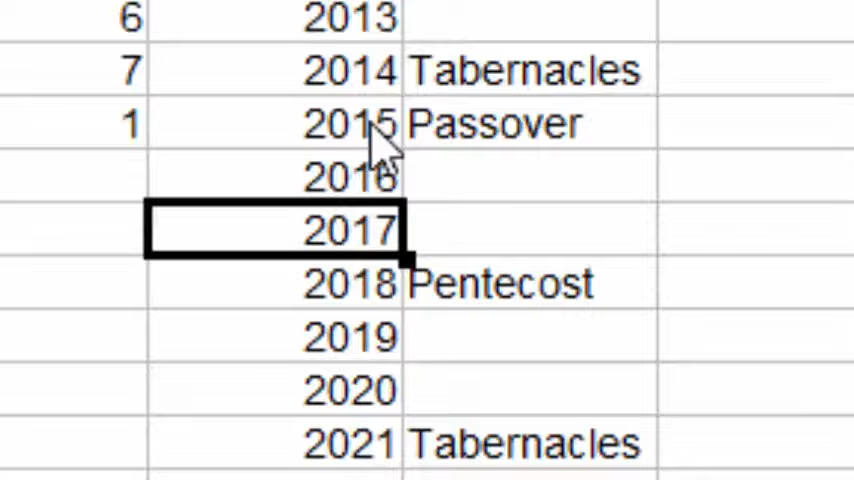 6 2013
7 2014 Tabernacles
1 2015 Passover
2016
2017
2018 Pentecost
2019
2020
2021 Tabernacles